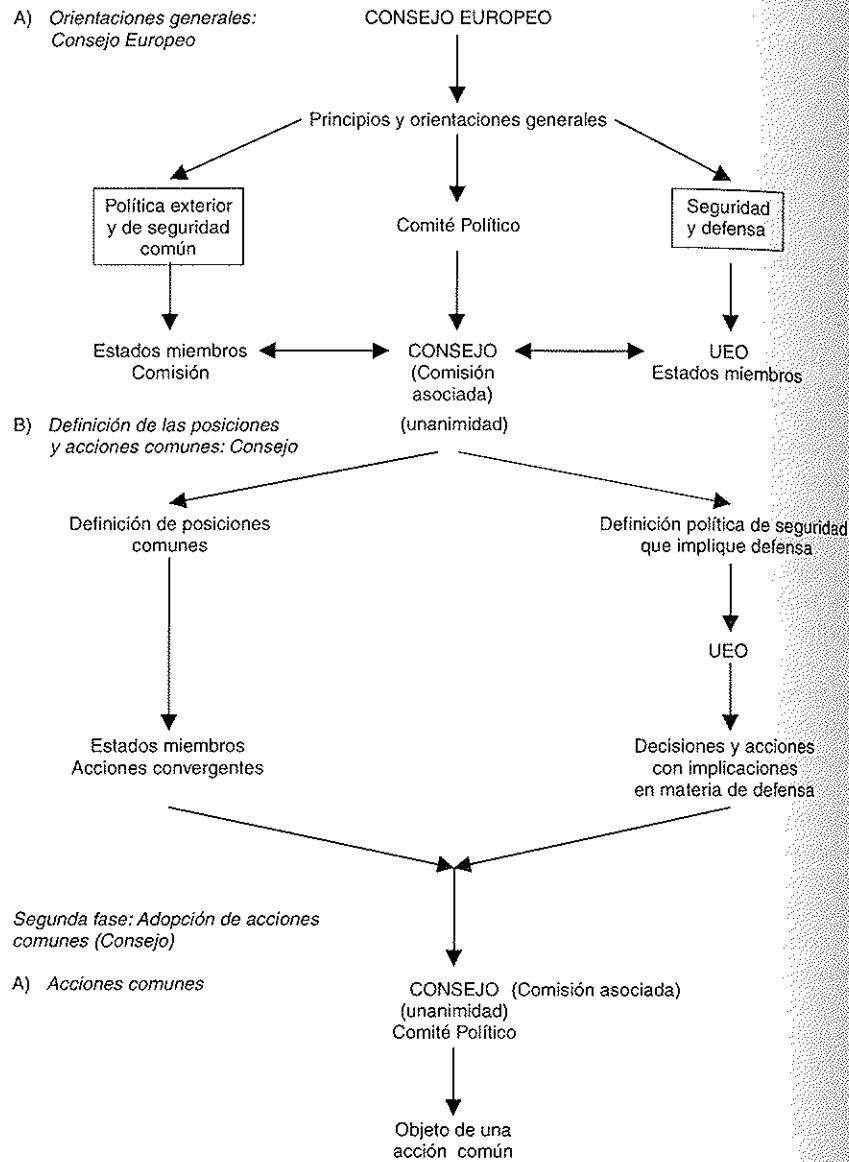 A) Orientaciones generales:
Consejo Europeo
CONSEJO EUROPEO
Principios y orientaciones generales
Política exterior
y de seguridad
común
Comité Político
Seguridad
y defensa
Estados miembros
Comisión
CONSEJO
(Comisión
asociada)
(unanimidad)
UEO
Estados miembros
B) Definición de las posiciones
y acciones comunes: Consejo
Definición de posiciones
comunes
Definición política de seguridad
que implique defensa
UEO
Estados miembros
Acciones convergentes
Decisiones y acciones
con implicaciones
en materia de defensa
Segunda fase: Adopción de acciones
comunes (Consejo)
A) Acciones comunes
CONSEJO (Comisión asociada)
(unanimidad)
Comité Político
Objeto de una
acción común